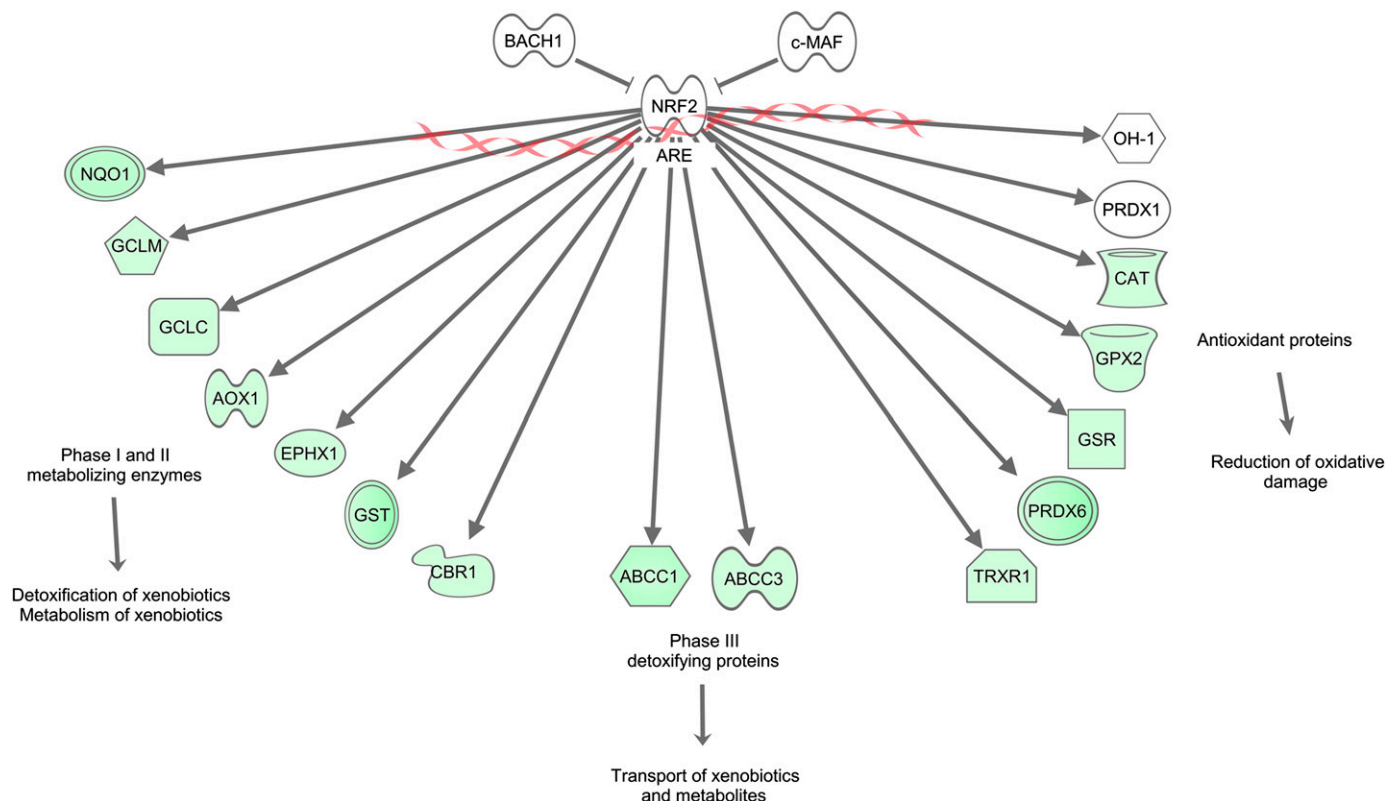 BACH1
c-MAF
NRF2
ARE
OH-1
NQO1
PRDX1
GCLM
CAT
GCLC
GPX2
Antioxidant proteins
AOX1
GSR
EPHX1
Phase I and II
metabolizing enzymes
Reduction of oxidative
damage
GST
PRDX6
CBR1
ABCC1
ABCC3
TRXR1
Detoxification of xenobiotics
Metabolism of xenobiotics
Phase III
detoxifying proteins
Transport of xenobiotics
and metabolites